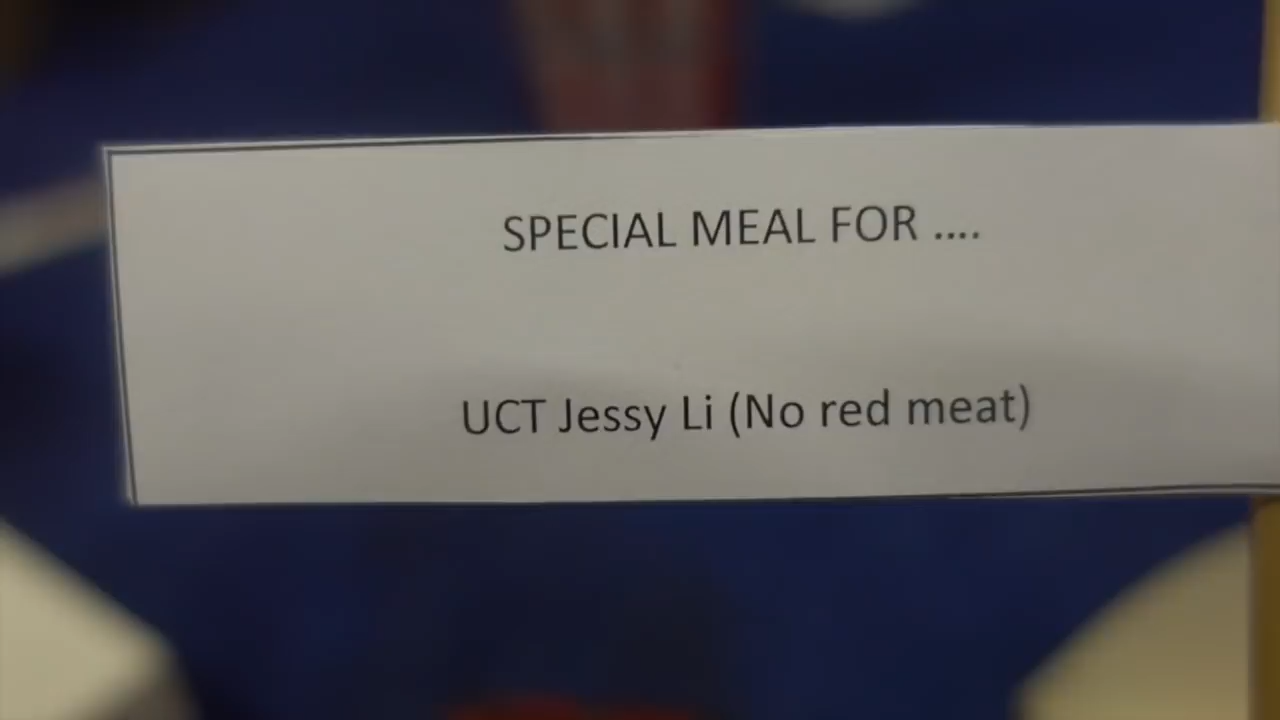 SPECIAL MEAL FOR ....
UCT Jessy Li (No red meat)